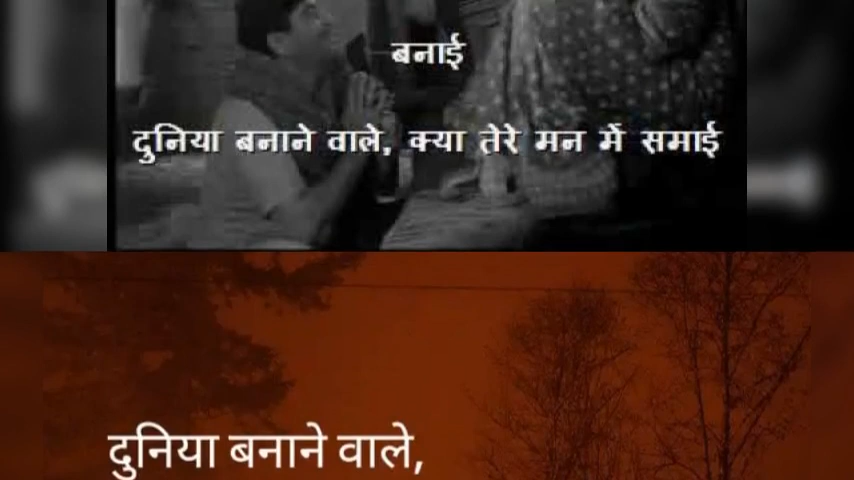 बनाई
दुनिया बनाने वाले, क्या तेरे मन में समाई
दुनिया बनाने वाले,